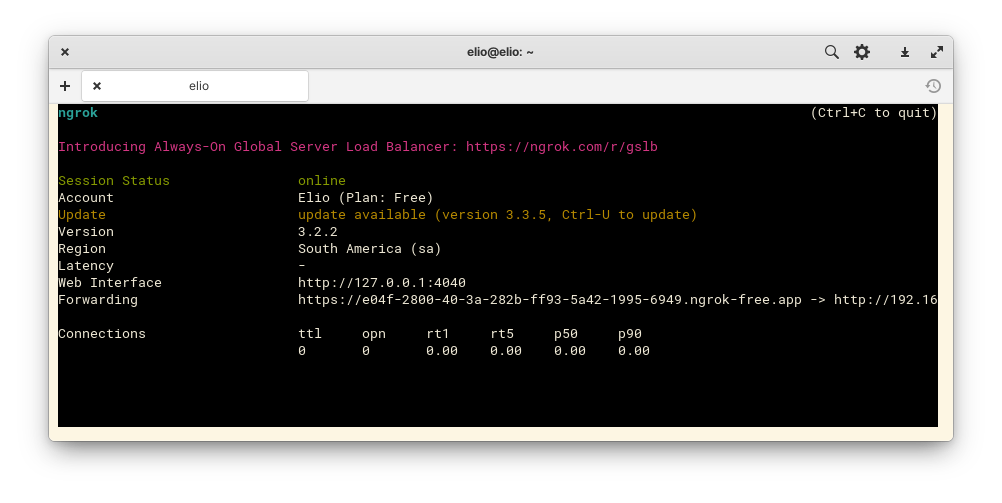 elio@elio: ~
elio
ngrok (Ctrl+C to quit)
Introducing Always-On Global Server Load Balancer: https://ngrok.com/r/gslb
Session Status online
Account Elio (Plan: Free)
Update update available (version 3.3.5, Ctrl-U to update)
Version 3.2.2
Region South America (sa)
Latency -
Web Interface http://127.0.0.1:4040
Forwarding https://e04f-2800-40-3a-282b-ff93-5a42-1995-6949.ngrok-free.app -> http://192.16
Connections ttl opn rt1 rt5 p50 p90
0 0 0.00 0.00 0.00 0.00